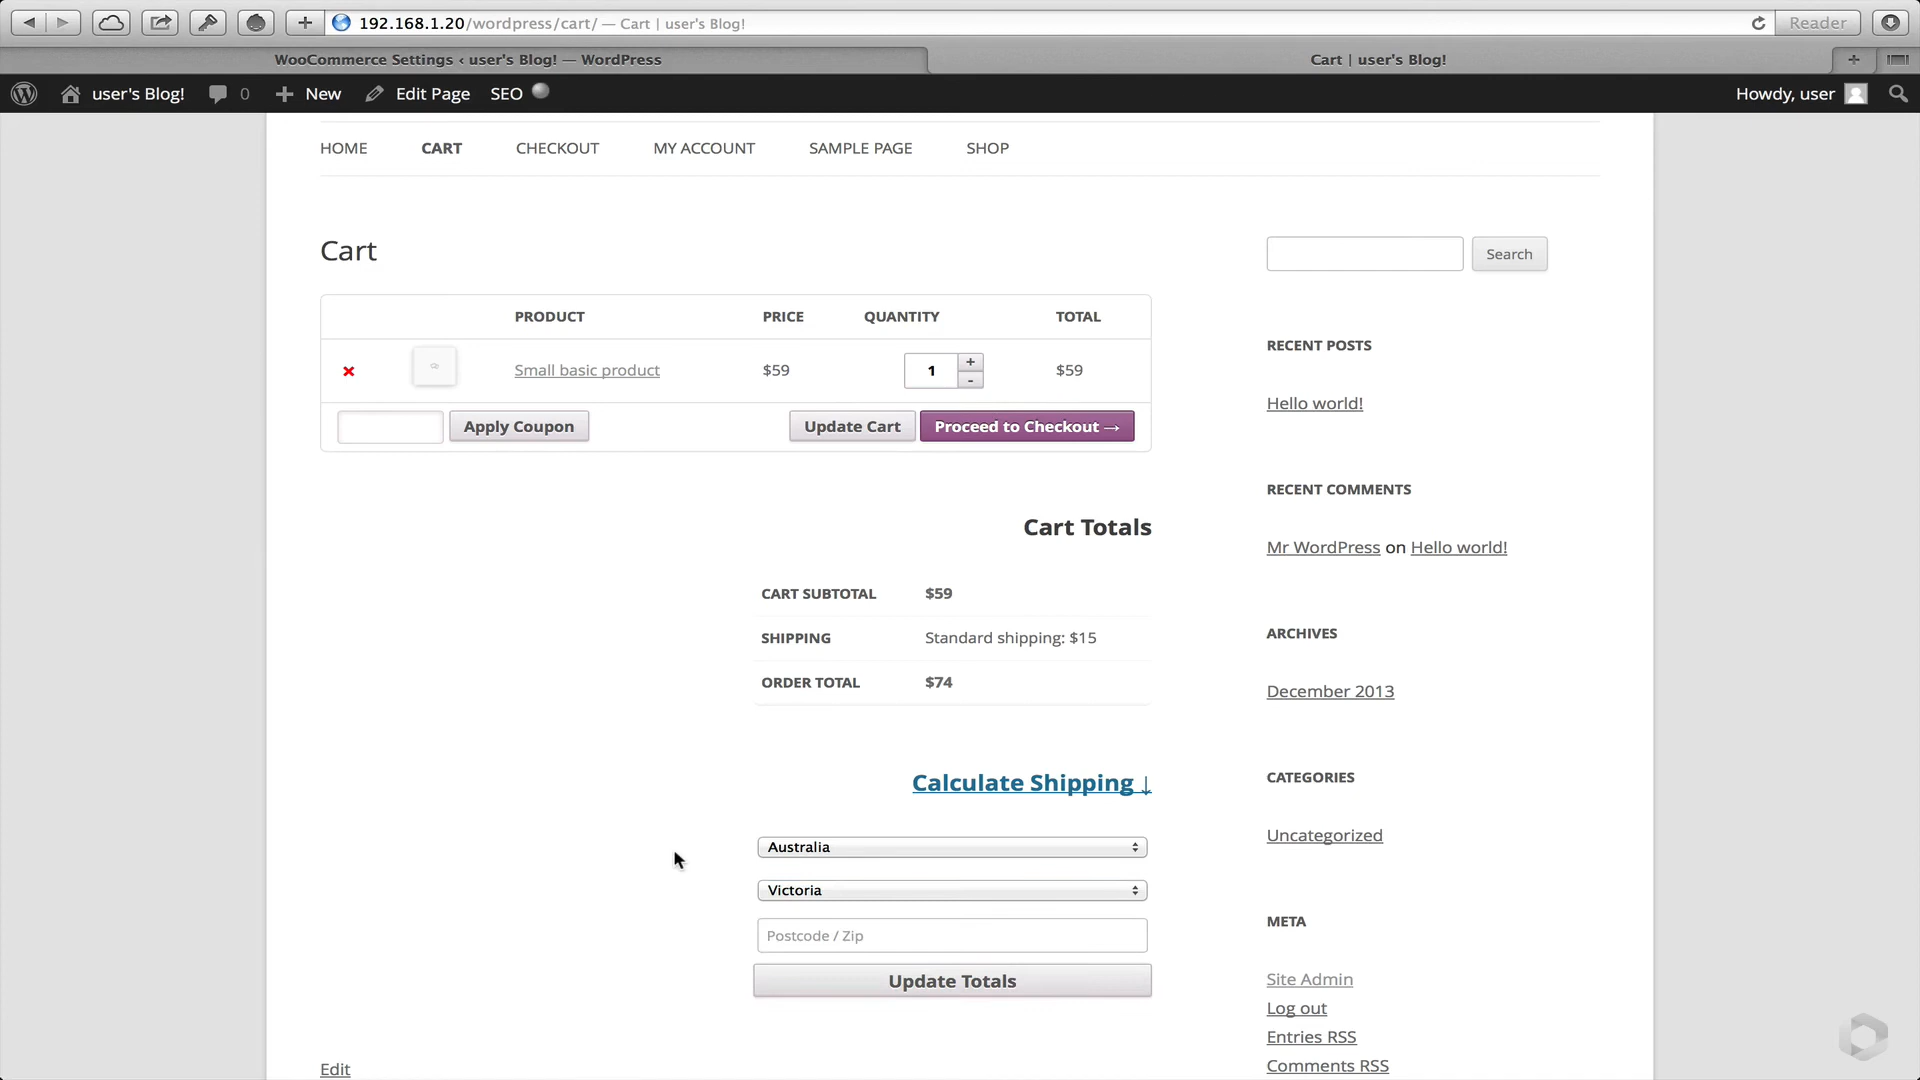 192.168.1.20/wordpress/cart/ — Cart | user's Blog!
Reader
WooCommerce Settings ‹ user's Blog! — WordPress
Cart | user's Blog!
user's Blog!
0
New
Edit Page
SEO
Howdy, user
HOME
CART
CHECKOUT
MY ACCOUNT
SAMPLE PAGE
SHOP
Cart
Search
PRODUCT PRICE QUANTITY TOTAL
× Small basic product $59 1 + - $59
Apply Coupon
Update Cart
Proceed to Checkout →
Cart Totals
CART SUBTOTAL $59
SHIPPING Standard shipping: $15
ORDER TOTAL $74
Calculate Shipping ↓
Australia
Victoria
Postcode / Zip
Update Totals
Edit
RECENT POSTS
Hello world!
RECENT COMMENTS
Mr WordPress on Hello world!
ARCHIVES
December 2013
CATEGORIES
Uncategorized
META
Site Admin
Log out
Entries RSS
Comments RSS